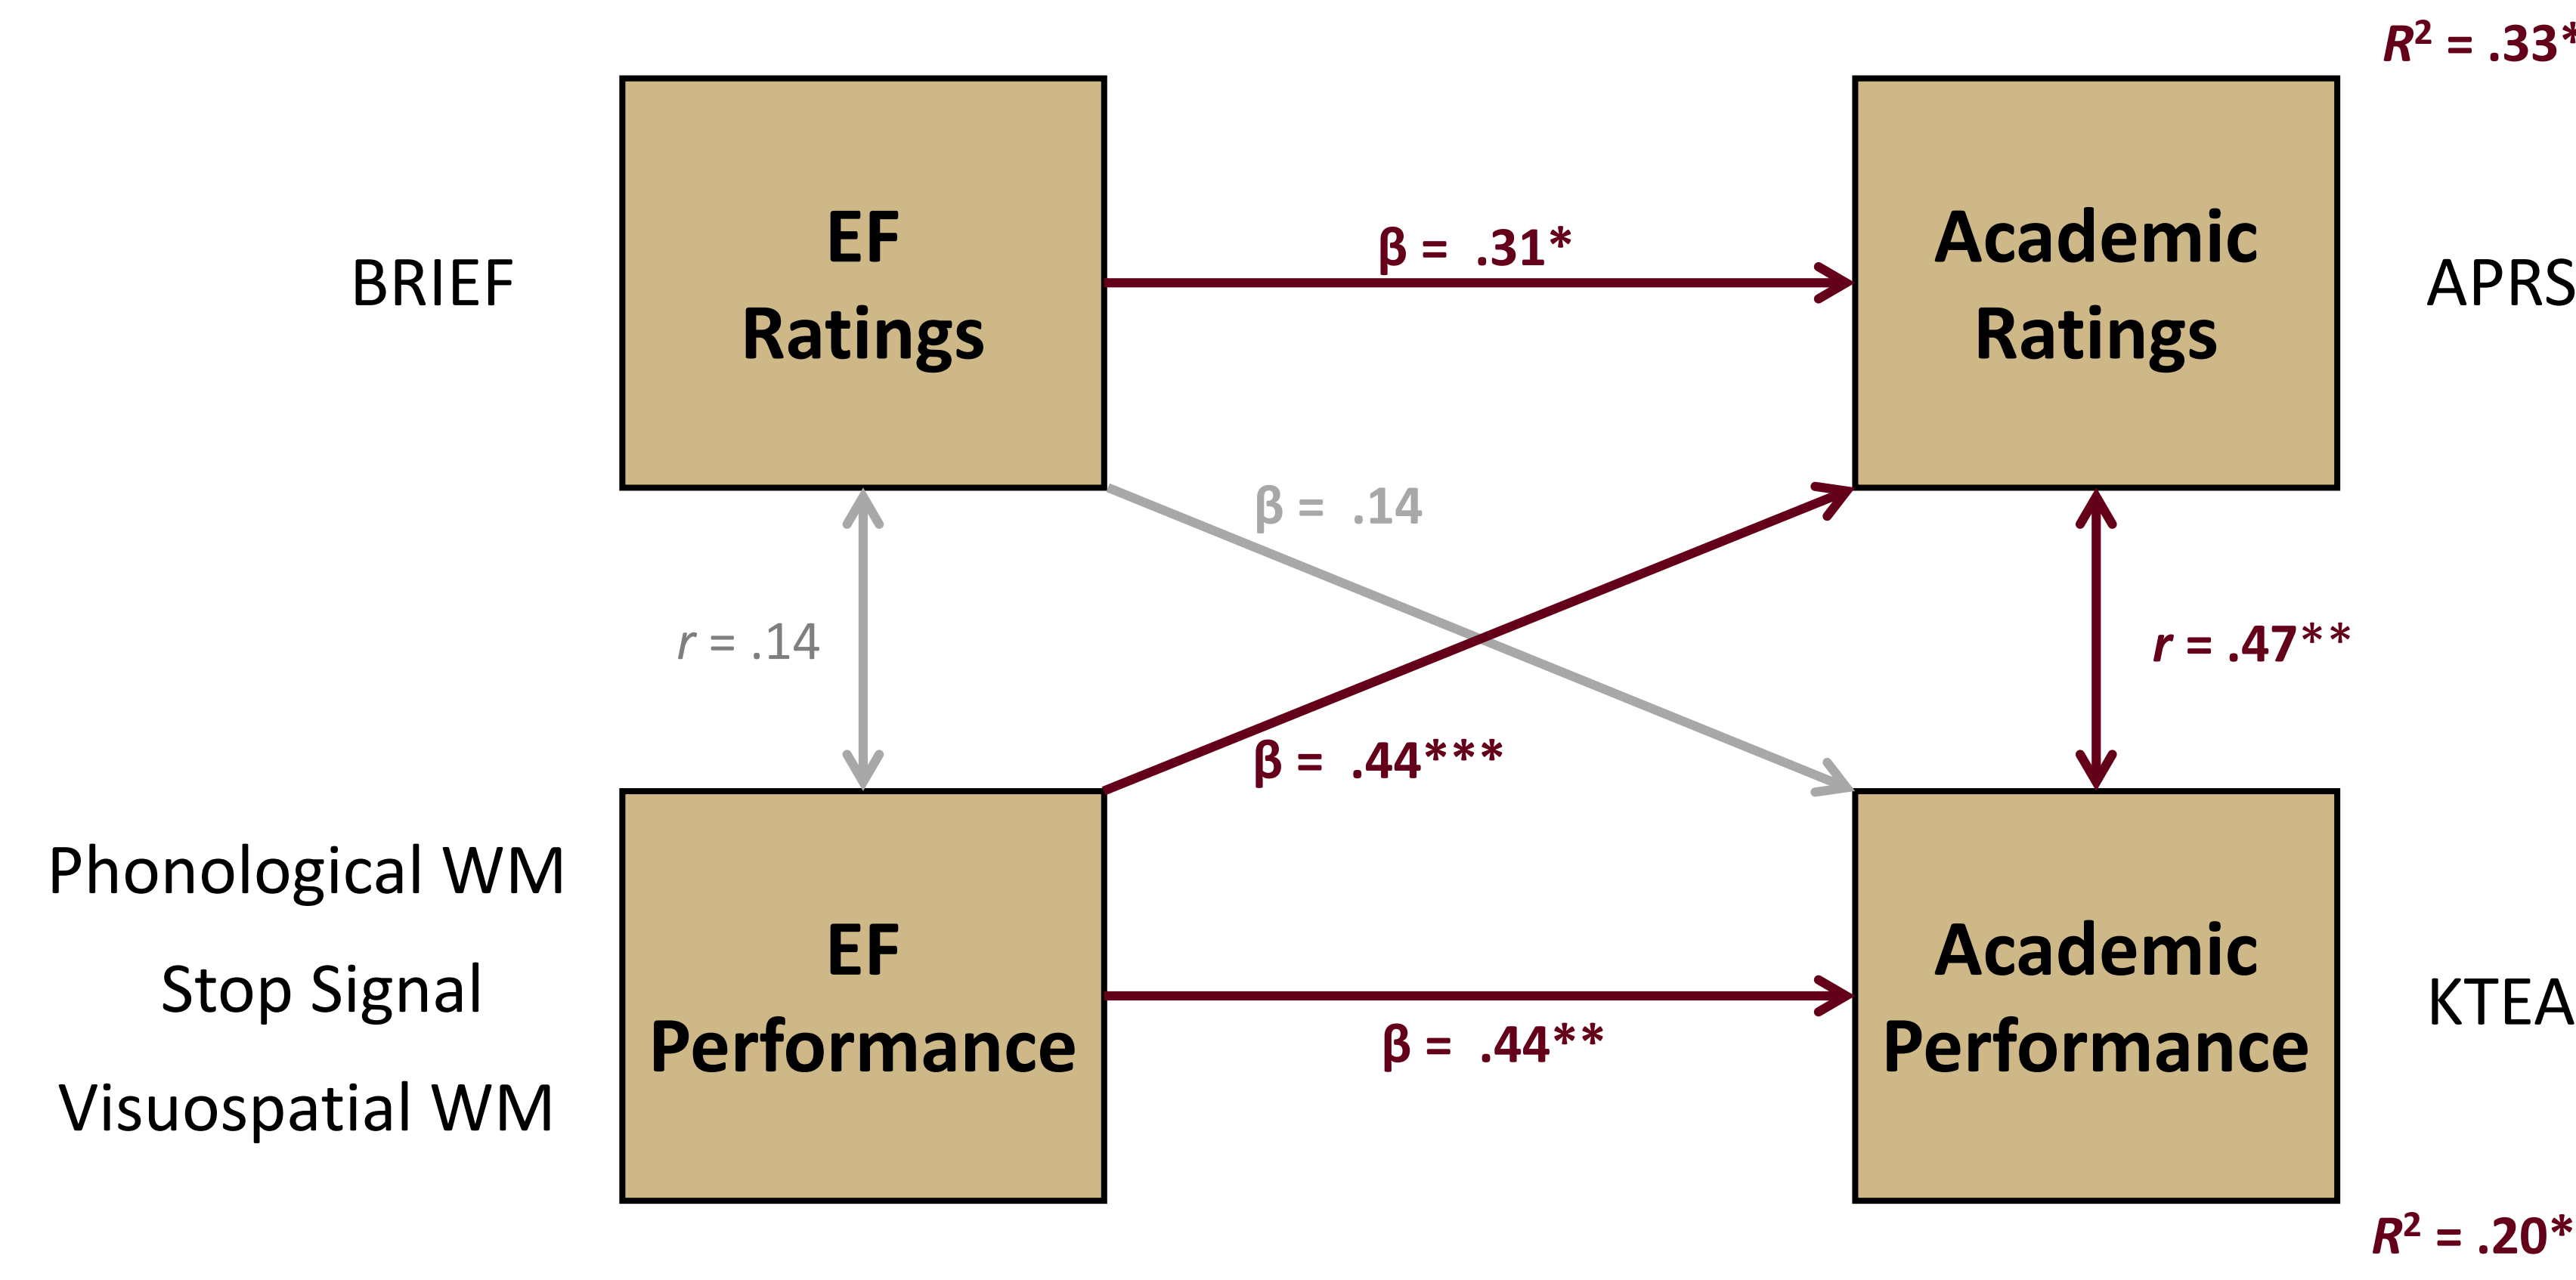 R² = .33*
EF
Ratings
Academic
Ratings
BRIEF
β = .31*
APRS
β = .14
r = .14
r = .47**
β = .44***
Phonological WM
Stop Signal
Visuospatial WM
EF
Performance
Academic
Performance
β = .44**
KTEA
R² = .20*